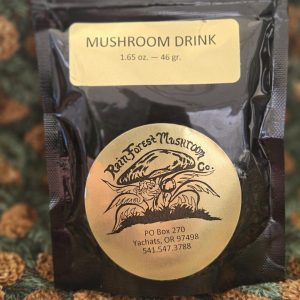 MUSHROOM DRINK
1.65 oz. — 46 gr.
Rain Forest Mushroom Co.
PO Box 270
Yachats, OR 97498
541.547.3788